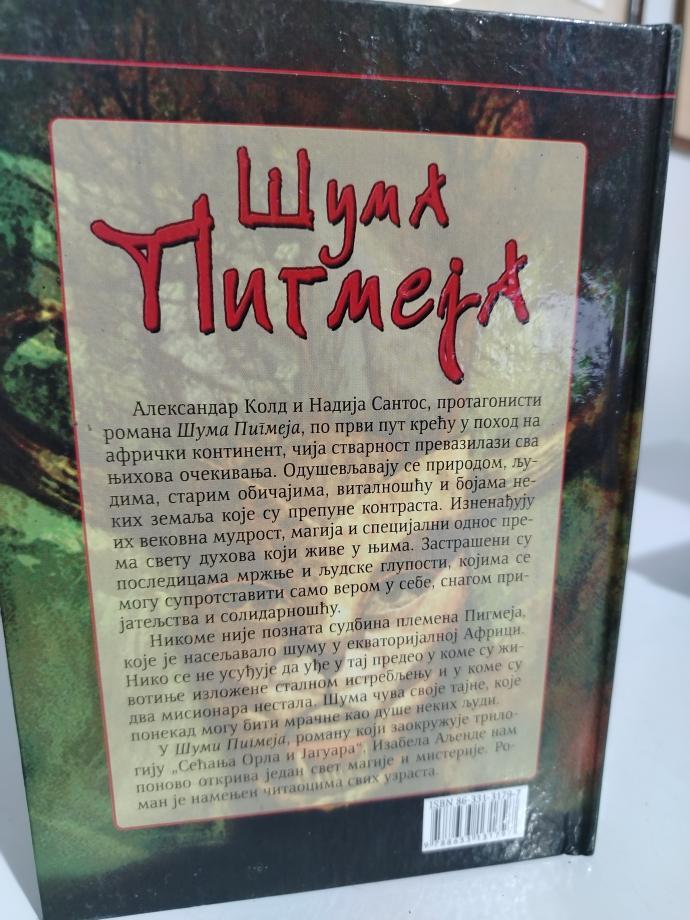 Шума
Пигмеја
Александар Колд и Надија Сантос, протагонисти
романа Шума Пигмеја, по први пут крећу у поход на
афрички континент, чија стварност превазилази сва
њихова очекивања. Одушевљавају се природом, љу-
дима, старим обичајима, виталношћу и бојама не-
ких земаља које су препуне контраста. Изненађују
их вековна мудрост, магија и специјални однос пре-
ма свету духова који живе у њима. Застрашени су
последицама мржње и људске глупости, којима се
могу супротставити само вером у себе, снагом при-
јатељства и солидарношћу.
Никоме није позната судбина племена Пигмеја,
које је насељавало шуму у екваторијалној Африци.
Нико се не усуђује да уђе у тај предео у коме су жи-
вотиње изложене сталном истребљењу и у коме су
два мисионара нестала. Шума чува своје тајне, које
понекад могу бити мрачне као душе неких људи.
У Шуми Пигмеја, роману који заокружује трило-
гију „Сећања Орла и Јагуара“, Изабела Аљенде нам
поново открива један свет магије и мистерије. Ро-
ман је намењен читаоцима свих узраста.
ISBN 86-331-3179-